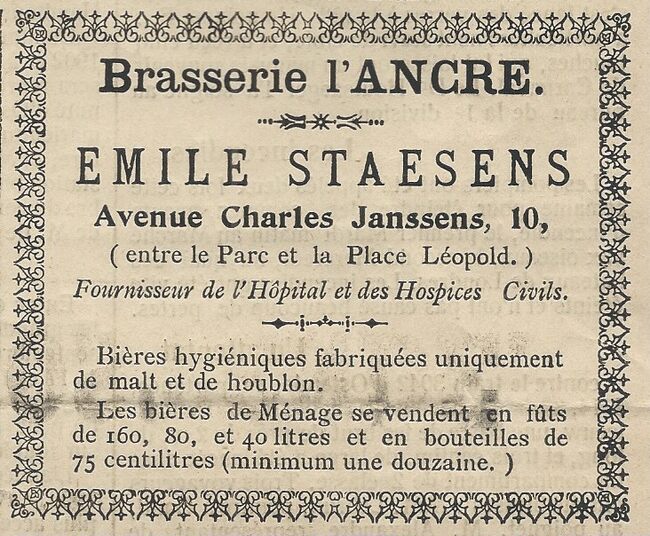 Brasserie l'ANCRE.
EMILE STAESENS
Avenue Charles Janssens, 10,
( entre le Parc et la Place Léopold. )
Fournisseur de l'Hôpital et des Hospices Civils.
Bières hygiéniques fabriquées uniquement
de malt et de houblon.
Les bières de Ménage se vendent en fûts
de 160, 80, et 40 litres et en bouteilles de
75 centilitres (minimum une douzaine. )